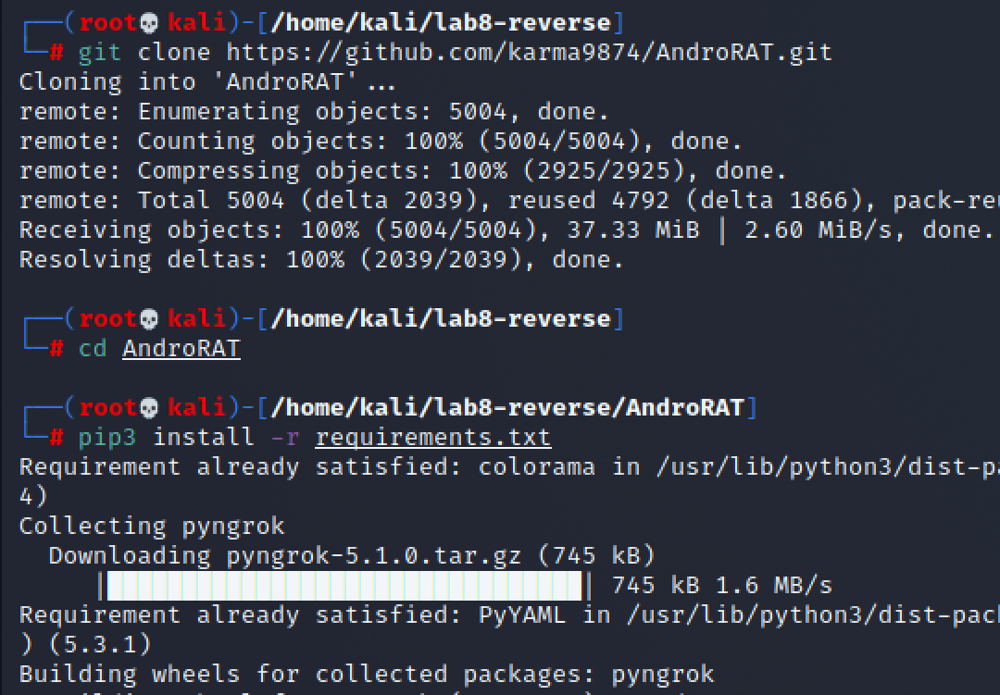 (root💀kali)-[/home/kali/lab8-reverse]
# git clone https://github.com/karma9874/AndroRAT.git
Cloning into 'AndroRAT'...
remote: Enumerating objects: 5004, done.
remote: Counting objects: 100% (5004/5004), done.
remote: Compressing objects: 100% (2925/2925), done.
remote: Total 5004 (delta 2039), reused 4792 (delta 1866), pack-reu
Receiving objects: 100% (5004/5004), 37.33 MiB | 2.60 MiB/s, done.
Resolving deltas: 100% (2039/2039), done.
(root💀kali)-[/home/kali/lab8-reverse]
# cd AndroRAT
(root💀kali)-[/home/kali/lab8-reverse/AndroRAT]
# pip3 install -r requirements.txt
Requirement already satisfied: colorama in /usr/lib/python3/dist-pa
4)
Collecting pyngrok
Downloading pyngrok-5.1.0.tar.gz (745 kB)
| | 745 kB 1.6 MB/s
Requirement already satisfied: PyYAML in /usr/lib/python3/dist-pack
) (5.3.1)
Building wheels for collected packages: pyngrok